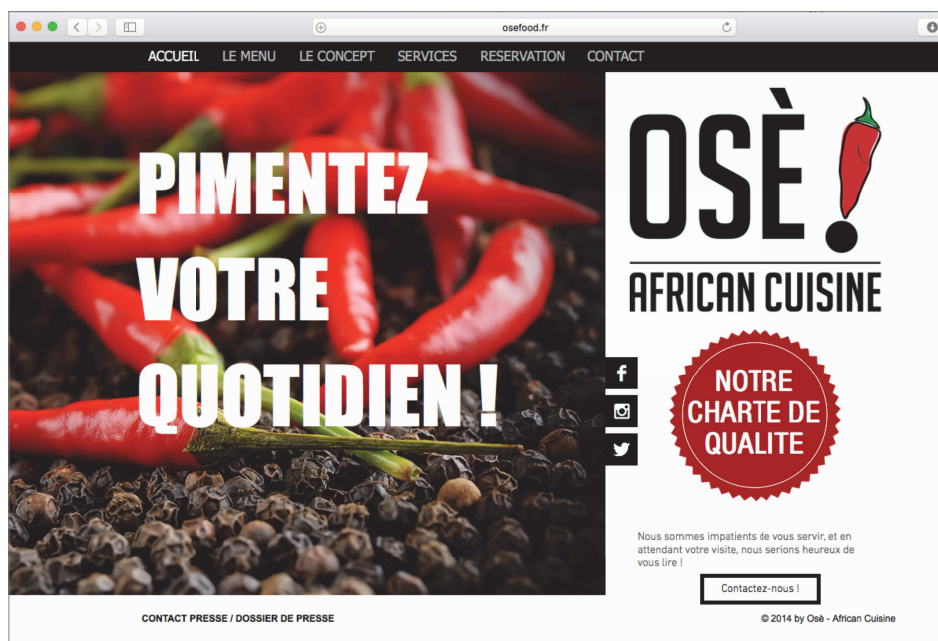 osefood.fr
ACCUEIL LE MENU LE CONCEPT SERVICES RESERVATION CONTACT
PIMENTEZ
VOTRE
QUOTIDIEN !
OSÈ!
AFRICAN CUISINE
NOTRE
CHARTE DE
QUALITE
Nous sommes impatients de vous servir, et en
attendant votre visite, nous serions heureux de
vous lire !
Contactez-nous !
CONTACT PRESSE / DOSSIER DE PRESSE
© 2014 by Osè - African Cuisine